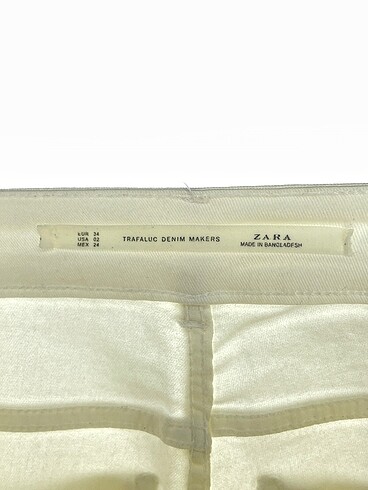 EUR 34
USA 02
MEX 24
TRAFALUC DENIM MAKERS
ZARA
MADE IN BANGLADESH